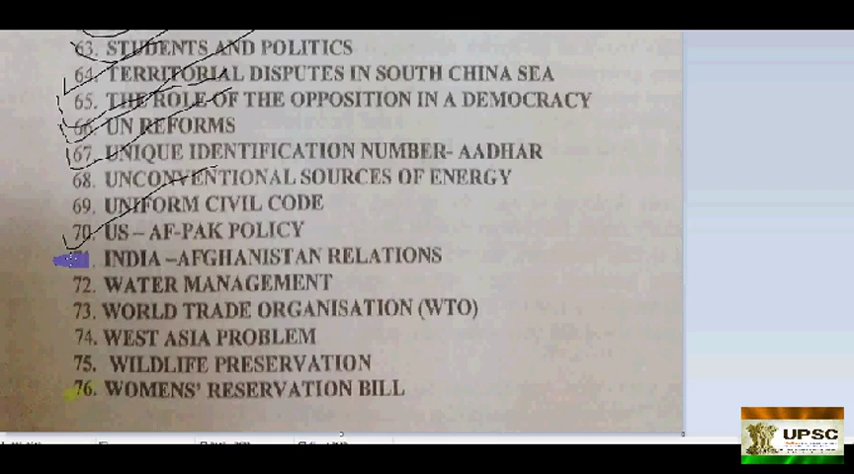 63. STUDENTS AND POLITICS
64. TERRITORIAL DISPUTES IN SOUTH CHINA SEA
65. THE ROLE OF THE OPPOSITION IN A DEMOCRACY
66. UN REFORMS
67. UNIQUE IDENTIFICATION NUMBER- AADHAR
68. UNCONVENTIONAL SOURCES OF ENERGY
69. UNIFORM CIVIL CODE
70. US – AF-PAK POLICY
INDIA –AFGHANISTAN RELATIONS
72. WATER MANAGEMENT
73. WORLD TRADE ORGANISATION (WTO)
74. WEST ASIA PROBLEM
75. WILDLIFE PRESERVATION
76. WOMENS' RESERVATION BILL
UPSC